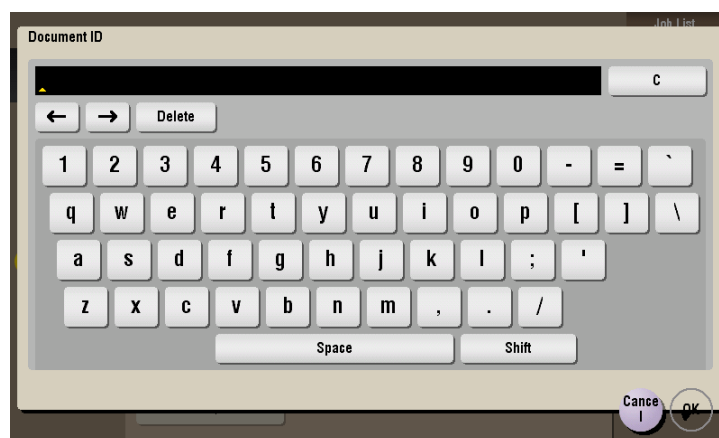 Job List
Document ID
C
← → Delete
1 2 3 4 5 6 7 8 9 0 - = `
q w e r t y u i o p [ ] \
a s d f g h j k l ; '
z x c v b n m , . /
Space Shift
Cance
l
OK